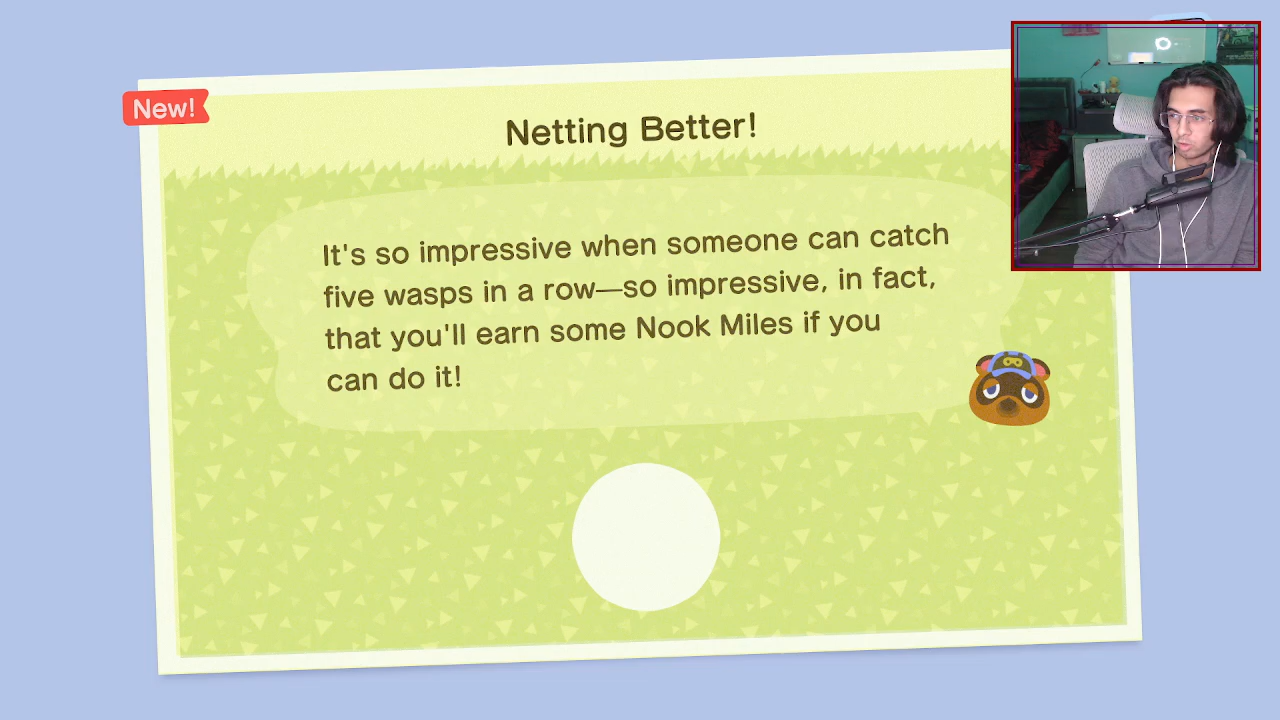 New!
Netting Better!
It's so impressive when someone can catch
five wasps in a row—so impressive, in fact,
that you'll earn some Nook Miles if you
can do it!